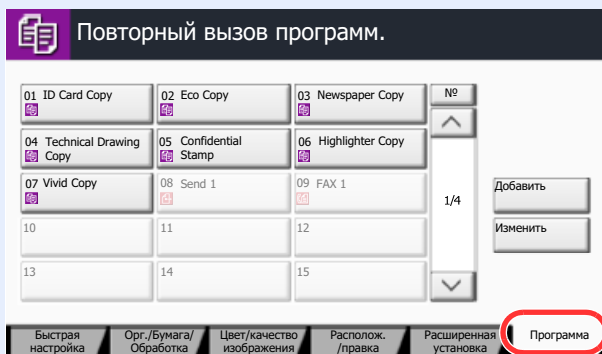 Повторный вызов программ.
01 ID Card Copy
02 Eco Copy
03 Newspaper Copy
№
04 Technical Drawing
Copy
05 Confidential
Stamp
06 Highlighter Copy
07 Vivid Copy
08 Send 1
09 FAX 1
1/4
Добавить
10
11
12
Изменить
13
14
15
Быстрая
настройка
Орг./Бумага/
Обработка
Цвет/качество
изображения
Располож.
/правка
Расширенная
установка
Программа